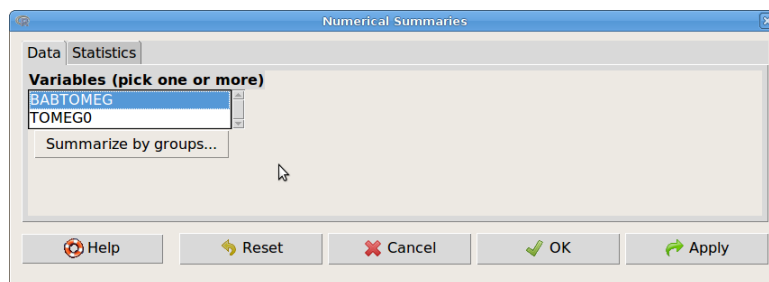 Numerical Summaries
Data Statistics
Variables (pick one or more)
BABTOMEG
TOMEG0
Summarize by groups...
Help Reset Cancel OK Apply